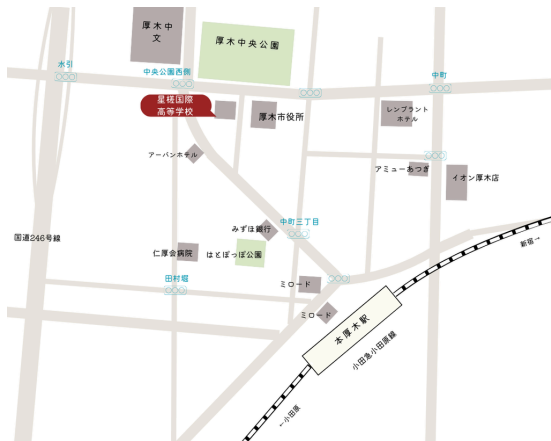 厚木中
文
厚木中央公園
水引
中央公園西側
中町
星槎国際
高等学校
厚木市役所
レンブラント
ホテル
アーバンホテル
アミューあつぎ
イオン厚木店
みずほ銀行
中町三丁目
国道246号線
仁厚会病院
はとぽっぽ公園
新宿→
田村堀
ミロード
ミロード
本厚木駅
小田急小田原線
←小田原